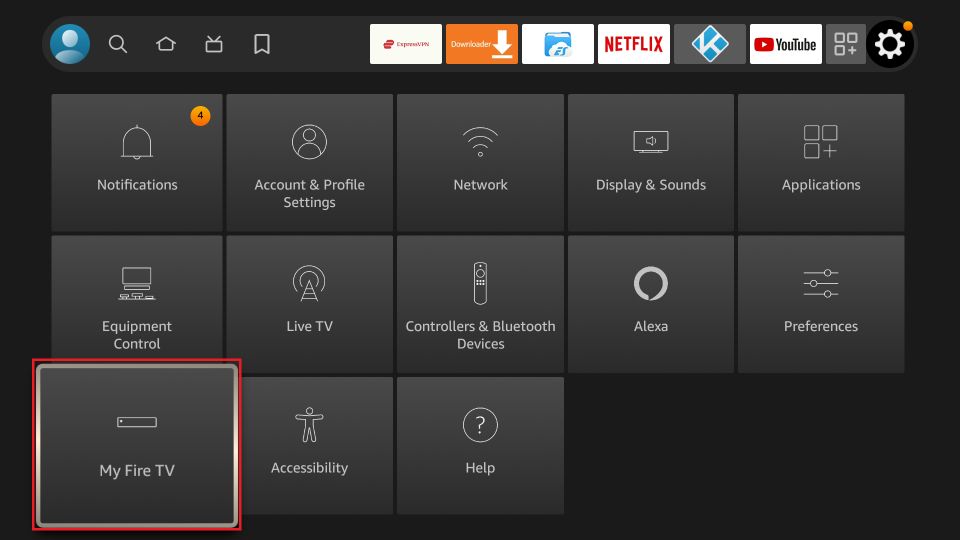 ExpressVPN
Downloader
ES
NETFLIX
YouTube
4
Notifications
Account & Profile
Settings
Network
Display & Sounds
Applications
Equipment
Control
Live TV
Controllers & Bluetooth
Devices
Alexa
Preferences
My Fire TV
Accessibility
?
Help